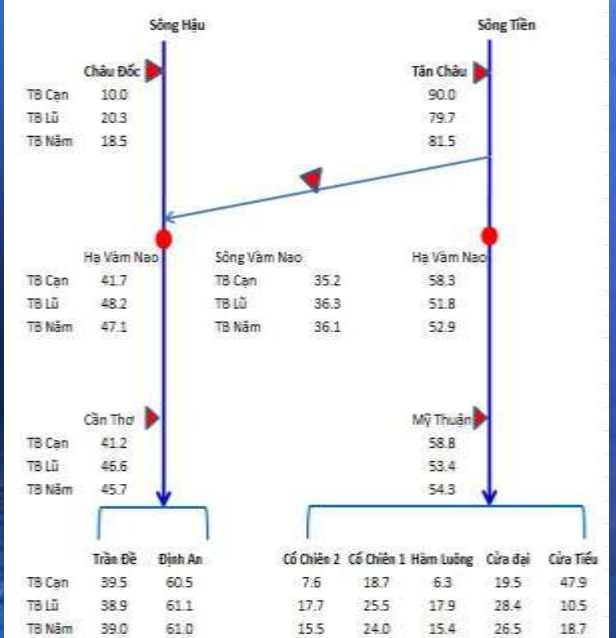 Sông Hậu Sông Tiền
Châu Đốc Tân Châu
TB Cạn 10.0 90.0
TB Lũ 20.3 79.7
TB Năm 18.5 81.5
Hạ Vàm Nao Sông Vàm Nao Hạ Vàm Nao
TB Cạn 41.7 TB Cạn 35.2 58.3
TB Lũ 48.2 TB Lũ 36.3 51.8
TB Năm 47.1 TB Năm 36.1 52.9
Cần Thơ Mỹ Thuận
TB Cạn 41.2 58.8
TB Lũ 46.6 53.4
TB Năm 45.7 54.3
Trần Đề Định An Cổ Chiên 2 Cổ Chiên 1 Hàm Luông Cửa đại Cửa Tiểu
TB Cạn 39.5 60.5 7.6 18.7 6.3 19.5 47.9
TB Lũ 38.9 61.1 17.7 25.5 17.9 28.4 10.5
TB Năm 39.0 61.0 15.5 24.0 15.4 26.5 18.7